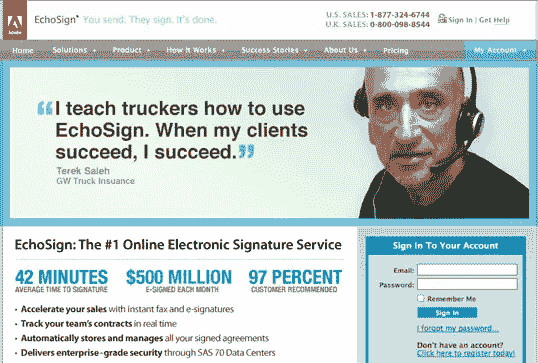 Adobe
EchoSign® You send. They sign. It's done.
U.S. SALES: 1-877-324-6744
U.K. SALES: 0-800-098-8544
Sign In | Get Help
Home Solutions Product How It Works Success Stories About Us Pricing My Account
“I teach truckers how to use
EchoSign. When my clients
succeed, I succeed.”
Terek Saleh
GW Truck Insuance
EchoSign: The #1 Online Electronic Signature Service
42 MINUTES $500 MILLION 97 PERCENT
AVERAGE TIME TO SIGNATURE E-SIGNED EACH MONTH CUSTOMER RECOMMENDED
• Accelerate your sales with instant fax and e-signatures
• Track your team's contracts in real time
• Automatically stores and manages all your signed agreements
• Delivers enterprise-grade security through SAS 70 Data Centers
Sign In To Your Account
Email:
Password:
Remember Me
Sign In
I forgot my password...
Don't have an account?
Click here to register today!